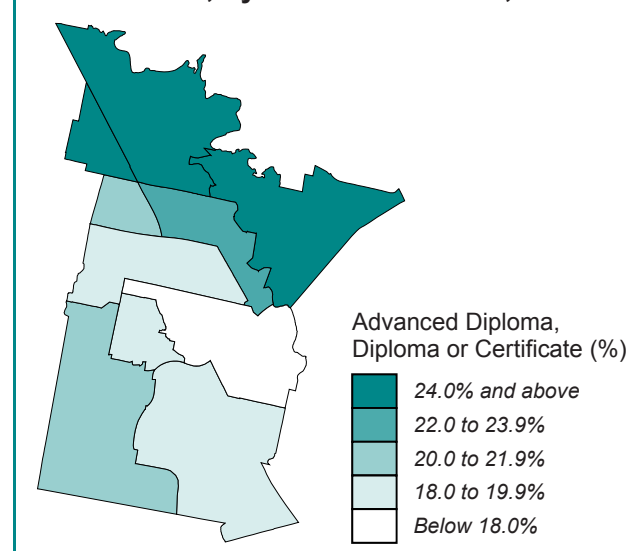 Advanced Diploma,
Diploma or Certificate (%)
24.0% and above
22.0 to 23.9%
20.0 to 21.9%
18.0 to 19.9%
Below 18.0%